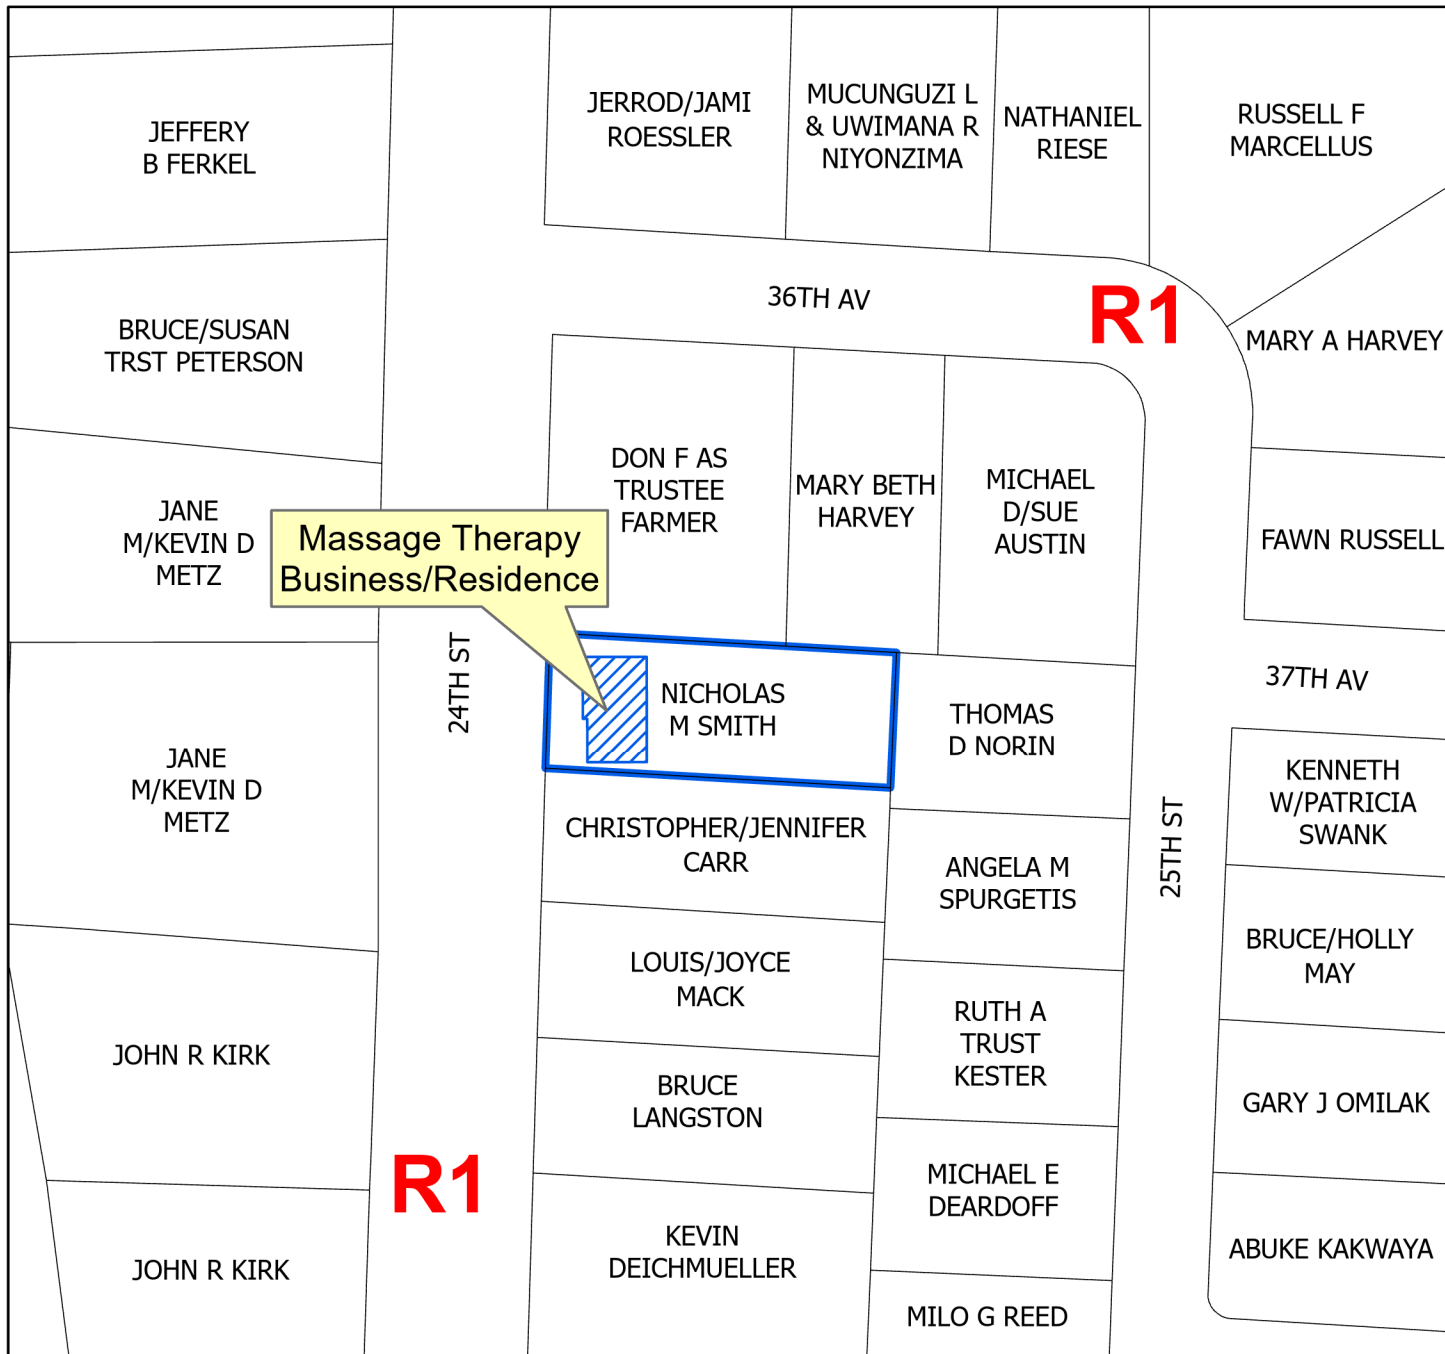 JEFFERY
B FERKEL
JERROD/JAMI
ROESSLER
MUCUNGUZI L
& UWIMANA R
NIYONZIMA
NATHANIEL
RIESE
RUSSELL F
MARCELLUS
36TH AV
R1
BRUCE/SUSAN
TRST PETERSON
MARY A HARVEY
DON F AS
TRUSTEE
FARMER
MARY BETH
HARVEY
MICHAEL
D/SUE
AUSTIN
JANE
M/KEVIN D
METZ
Massage Therapy
Business/Residence
FAWN RUSSELL
24TH ST
NICHOLAS
M SMITH
THOMAS
D NORIN
37TH AV
JANE
M/KEVIN D
METZ
KENNETH
W/PATRICIA
SWANK
CHRISTOPHER/JENNIFER
CARR
ANGELA M
SPURGETIS
25TH ST
LOUIS/JOYCE
MACK
BRUCE/HOLLY
MAY
JOHN R KIRK
RUTH A
TRUST
KESTER
BRUCE
LANGSTON
GARY J OMILAK
R1
MICHAEL E
DEARDOFF
KEVIN
DEICHMUELLER
JOHN R KIRK
ABUKE KAKWAYA
MILO G REED